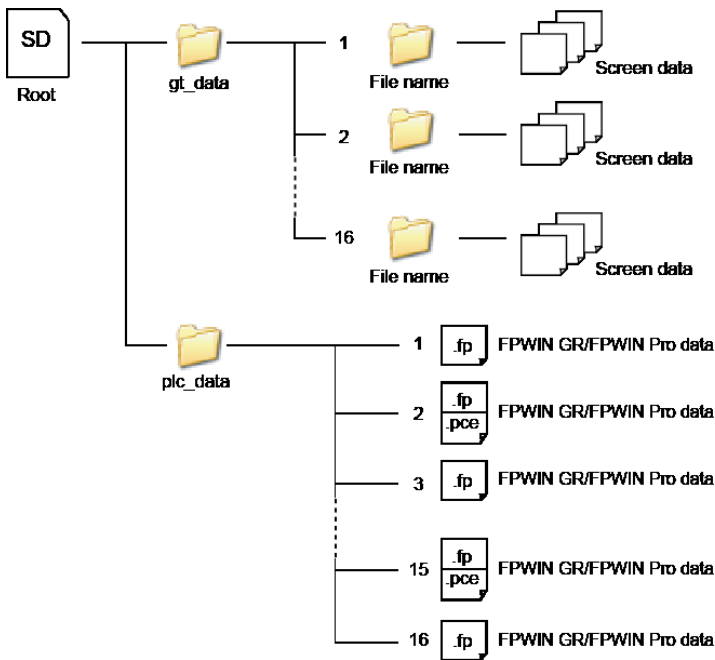 SD
Root
gt_data
1
File name
Screen data
2
File name
Screen data
16
File name
Screen data
plc_data
1
.fp
FPWIN GR/FPWIN Pro data
2
.fp
.pce
FPWIN GR/FPWIN Pro data
3
.fp
FPWIN GR/FPWIN Pro data
15
.fp
.pce
FPWIN GR/FPWIN Pro data
16
.fp
FPWIN GR/FPWIN Pro data